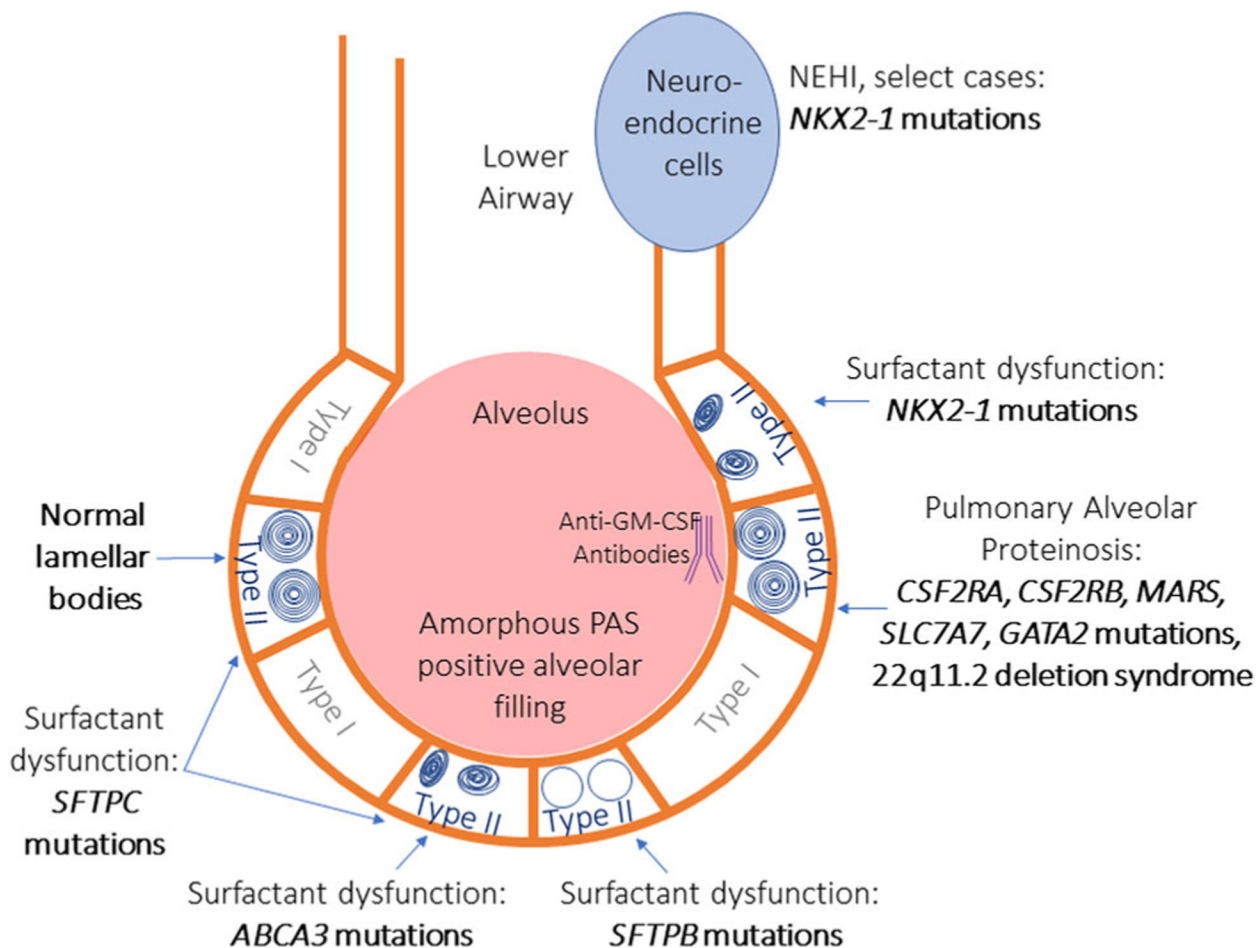 Neuro-
endocrine
cells
NEHI, select cases:
NKX2-1 mutations
Lower
Airway
Surfactant dysfunction:
NKX2-1 mutations
Type I
Alveolus
Type II
Normal
lamellar
bodies
Type II
Anti-GM-CSF
Antibodies
Type II
Pulmonary Alveolar
Proteinosis:
CSF2RA, CSF2RB, MARS,
SLC7A7, GATA2 mutations,
22q11.2 deletion syndrome
Amorphous PAS
positive alveolar
filling
Type I
Type I
Surfactant
dysfunction:
SFTPC
mutations
Type II
Type II
Surfactant dysfunction:
ABCA3 mutations
Surfactant dysfunction:
SFTPB mutations